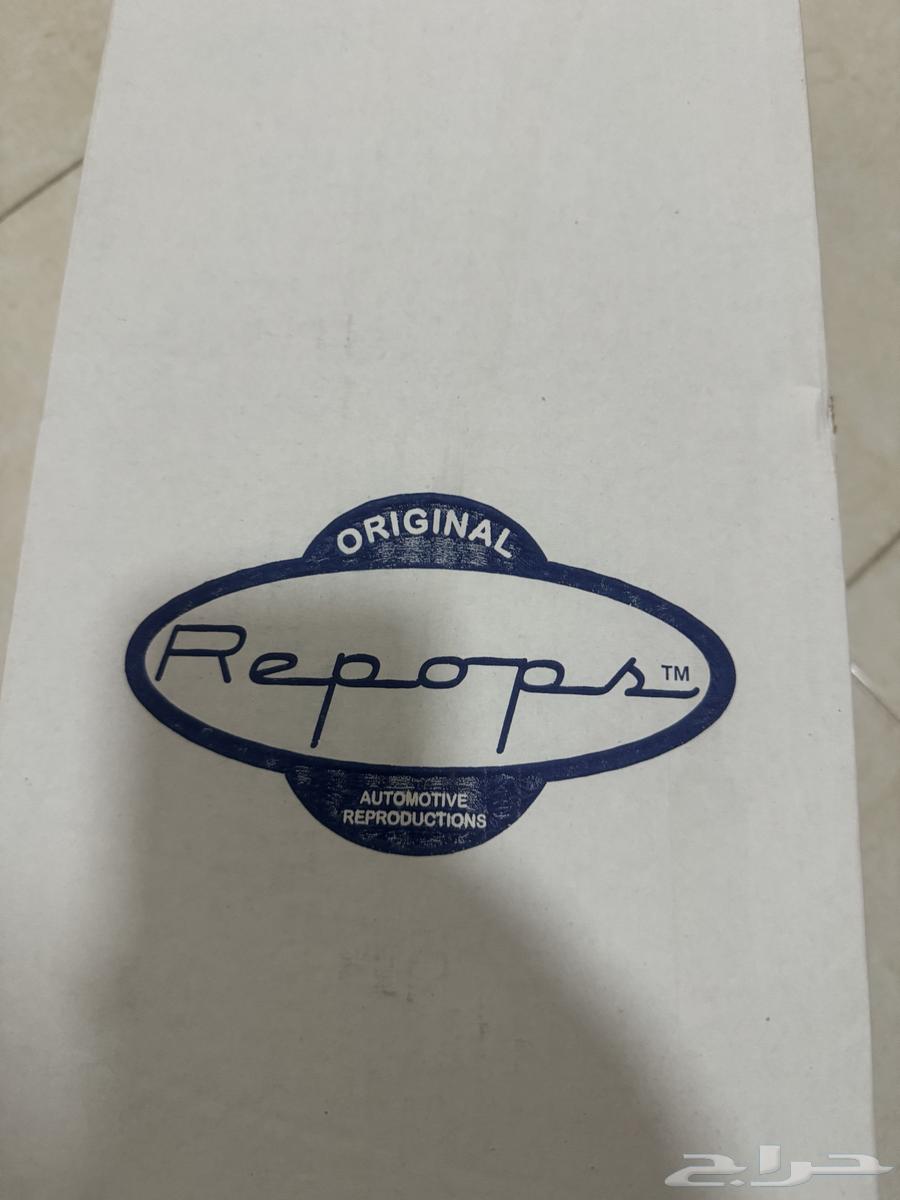 ORIGINAL
Repops™
AUTOMOTIVE
REPRODUCTIONS
حراج